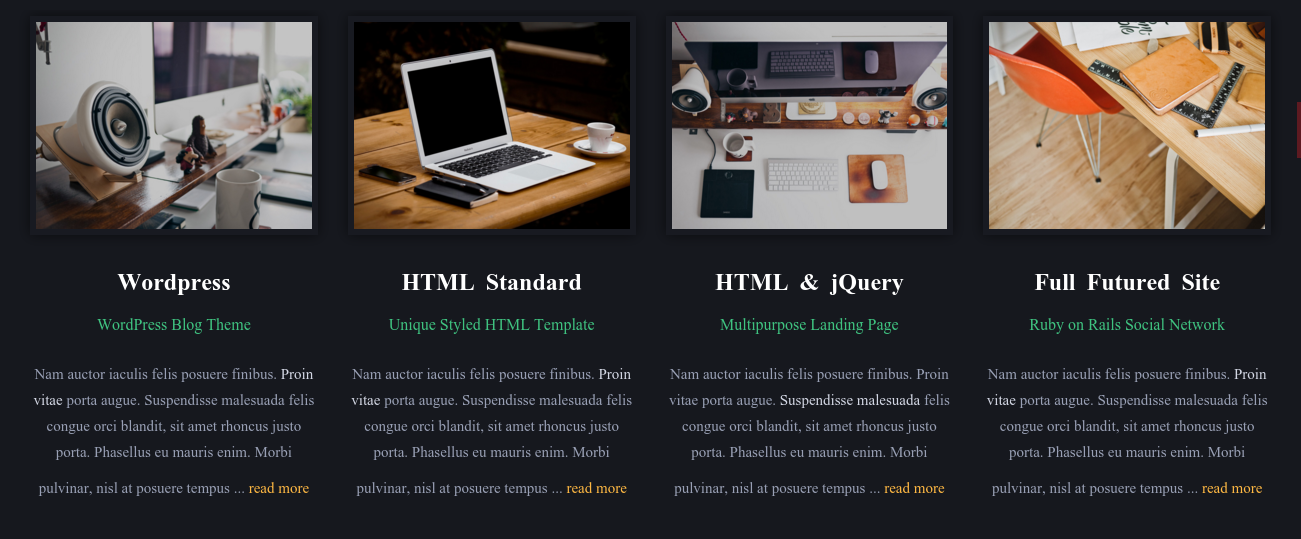 Wordpress
WordPress Blog Theme
Nam auctor iaculis felis posuere finibus. Proin
vitae porta augue. Suspendisse malesuada felis
congue orci blandit, sit amet rhoncus justo
porta. Phasellus eu mauris enim. Morbi
pulvinar, nisl at posuere tempus ... read more
HTML Standard
Unique Styled HTML Template
Nam auctor iaculis felis posuere finibus. Proin
vitae porta augue. Suspendisse malesuada felis
congue orci blandit, sit amet rhoncus justo
porta. Phasellus eu mauris enim. Morbi
pulvinar, nisl at posuere tempus ... read more
HTML & jQuery
Multipurpose Landing Page
Nam auctor iaculis felis posuere finibus. Proin
vitae porta augue. Suspendisse malesuada felis
congue orci blandit, sit amet rhoncus justo
porta. Phasellus eu mauris enim. Morbi
pulvinar, nisl at posuere tempus ... read more
Full Futured Site
Ruby on Rails Social Network
Nam auctor iaculis felis posuere finibus. Proin
vitae porta augue. Suspendisse malesuada felis
congue orci blandit, sit amet rhoncus justo
porta. Phasellus eu mauris enim. Morbi
pulvinar, nisl at posuere tempus ... read more